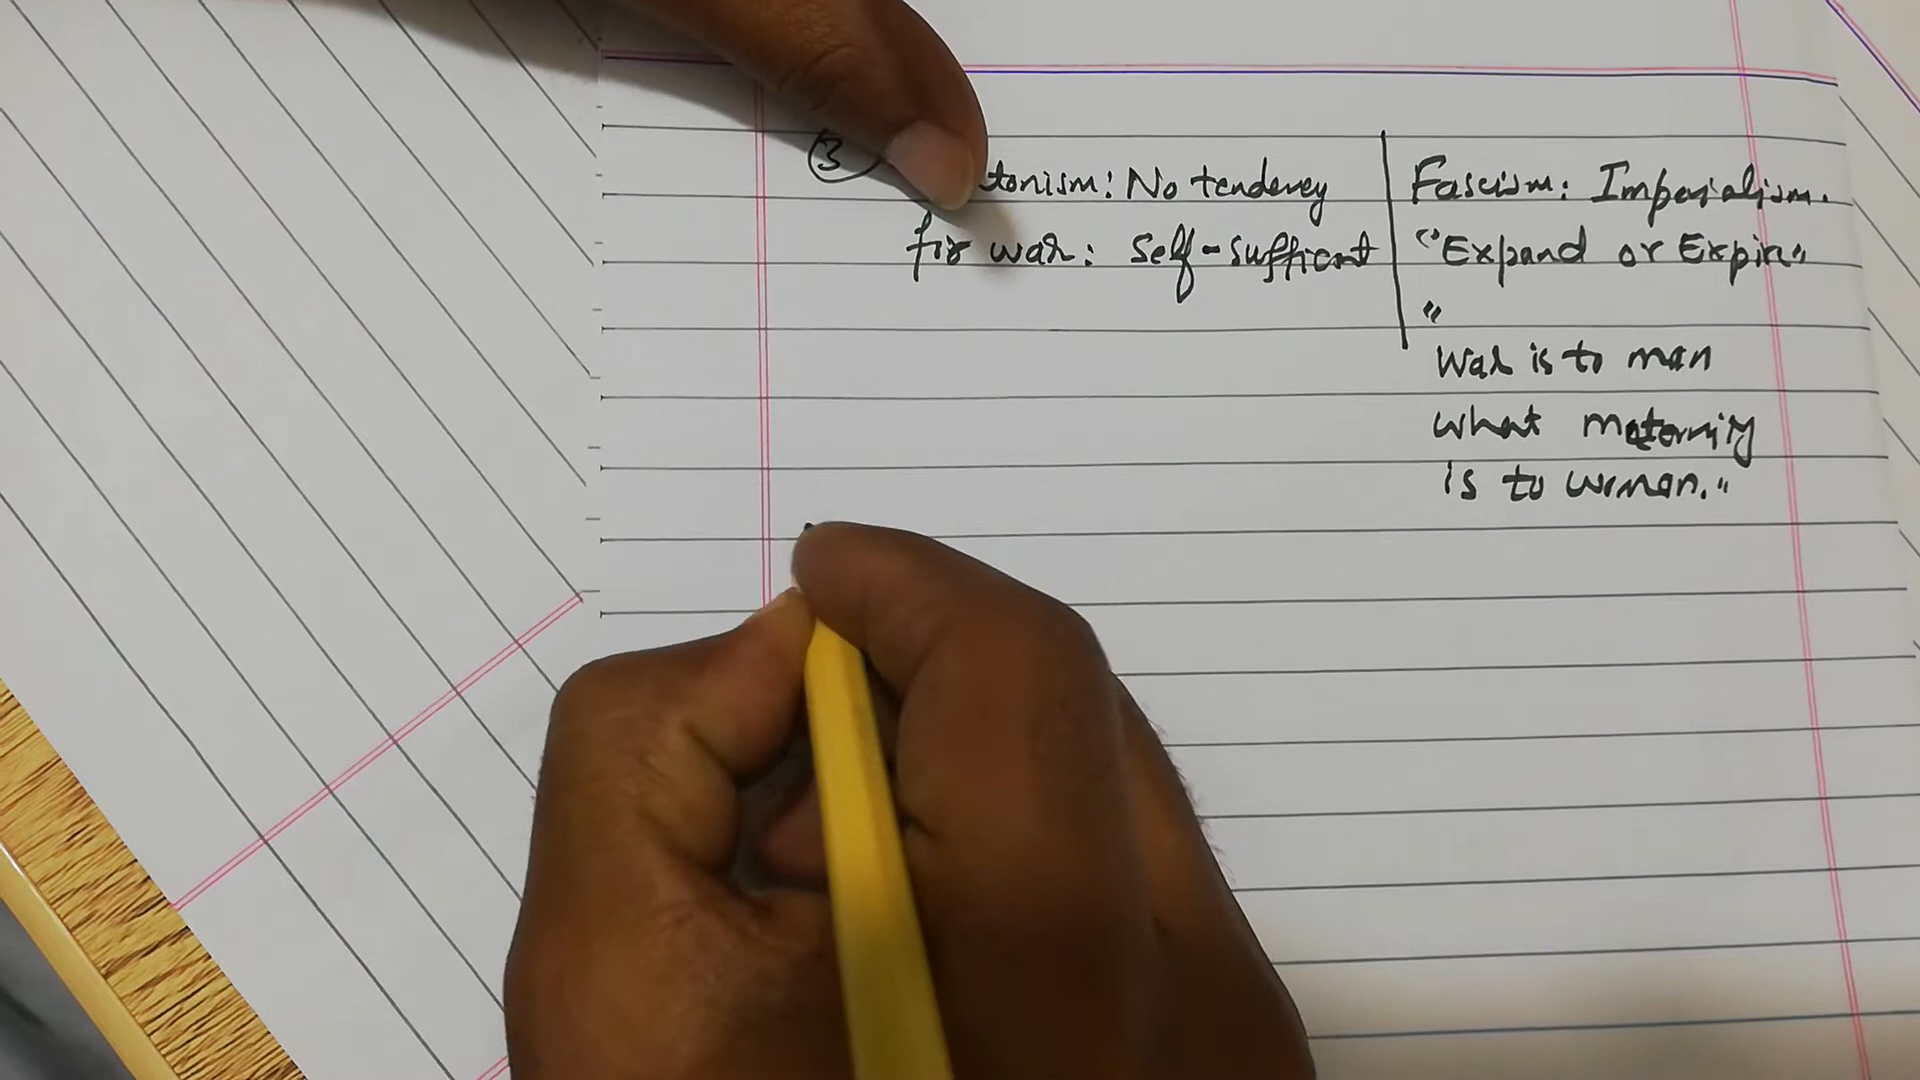 3 tonism: No tendency
for war: Self-sufficant
Fascism: Imperialism.
"Expand or Expire"
"
War is to man
what maternity
is to woman."